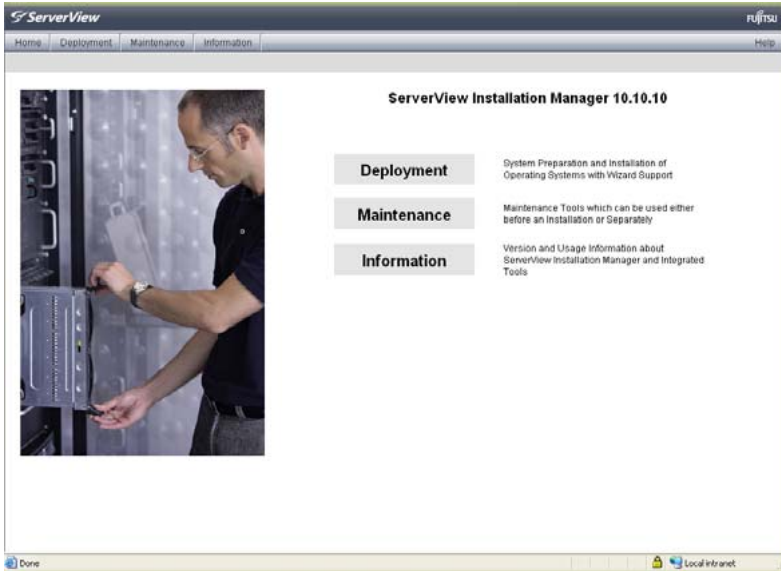 ServerView
FUJITSU
Home Deployment Maintenance Information Help
ServerView Installation Manager 10.10.10
Deployment
System Preparation and Installation of
Operating Systems with Wizard Support
Maintenance
Maintenance Tools which can be used either
before an Installation or Separately
Information
Version and Usage Information about
ServerView Installation Manager and Integrated
Tools
Done
Local intranet